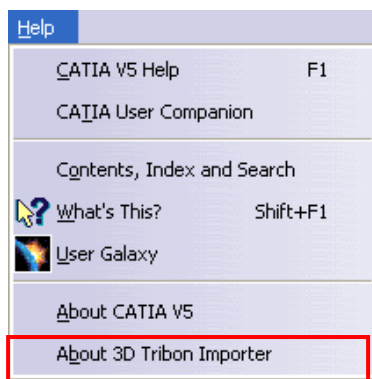 Help
CATIA V5 Help F1
CATIA User Companion
Contents, Index and Search
What's This? Shift+F1
User Galaxy
About CATIA V5
About 3D Tribon Importer